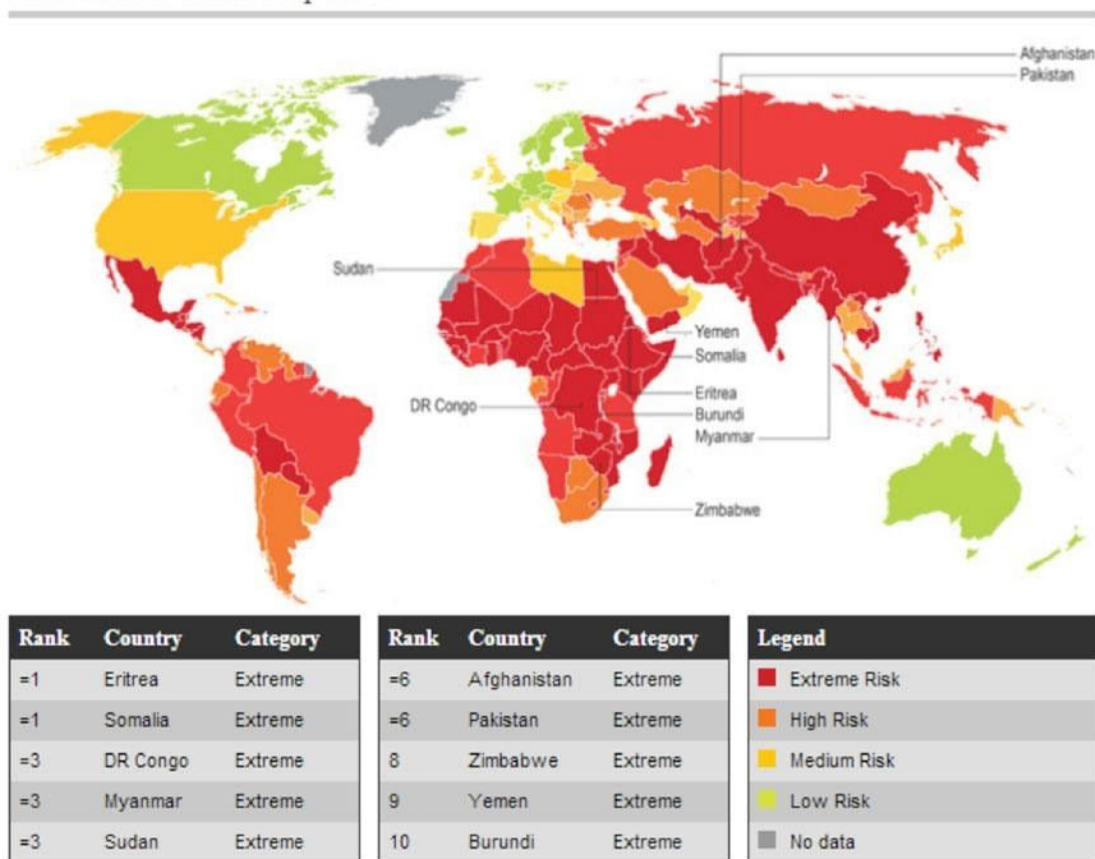 Afghanistan
Pakistan
Sudan
Yemen
Somalia
Eritrea
DR Congo
Burundi
Myanmar
Zimbabwe
Rank Country Category
=1 Eritrea Extreme
=1 Somalia Extreme
=3 DR Congo Extreme
=3 Myanmar Extreme
=3 Sudan Extreme
Rank Country Category
=6 Afghanistan Extreme
=6 Pakistan Extreme
8 Zimbabwe Extreme
9 Yemen Extreme
10 Burundi Extreme
Legend
Extreme Risk
High Risk
Medium Risk
Low Risk
No data